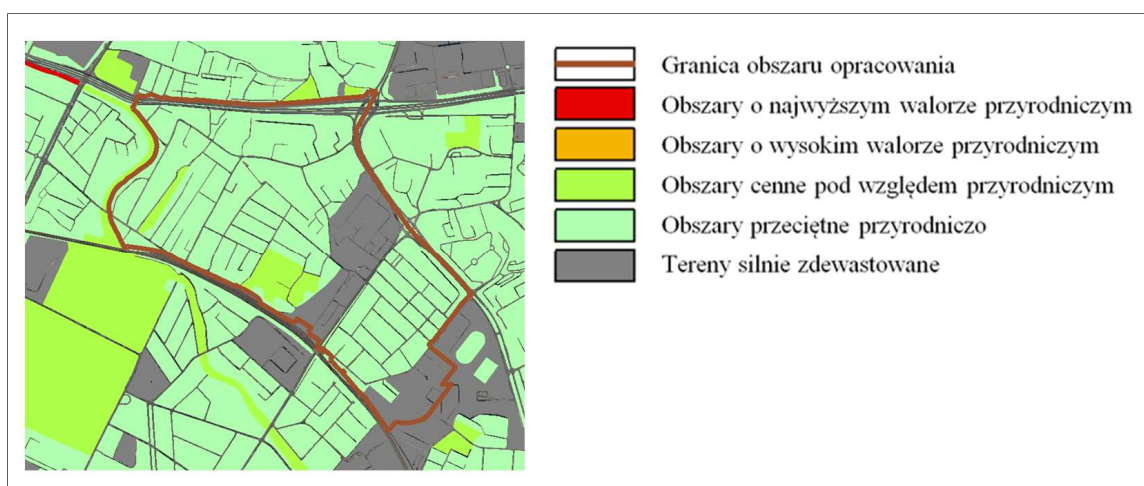 Granica obszaru opracowania
Obszary o najwyższym walorze przyrodniczym
Obszary o wysokim walorze przyrodniczym
Obszary cenne pod względem przyrodniczym
Obszary przeciętne przyrodniczo
Tereny silnie zdewastowane